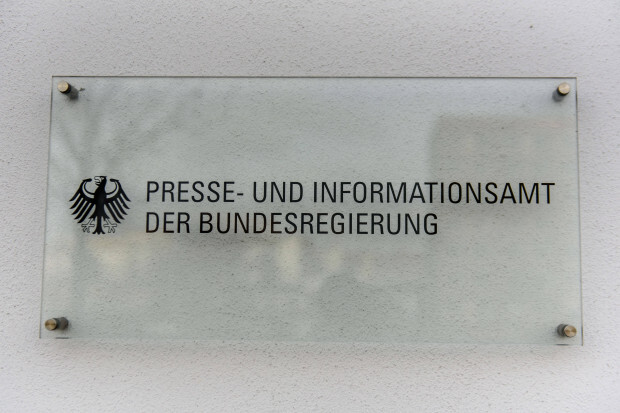 PRESSE- UND INFORMATIONSAMT
DER BUNDESREGIERUNG